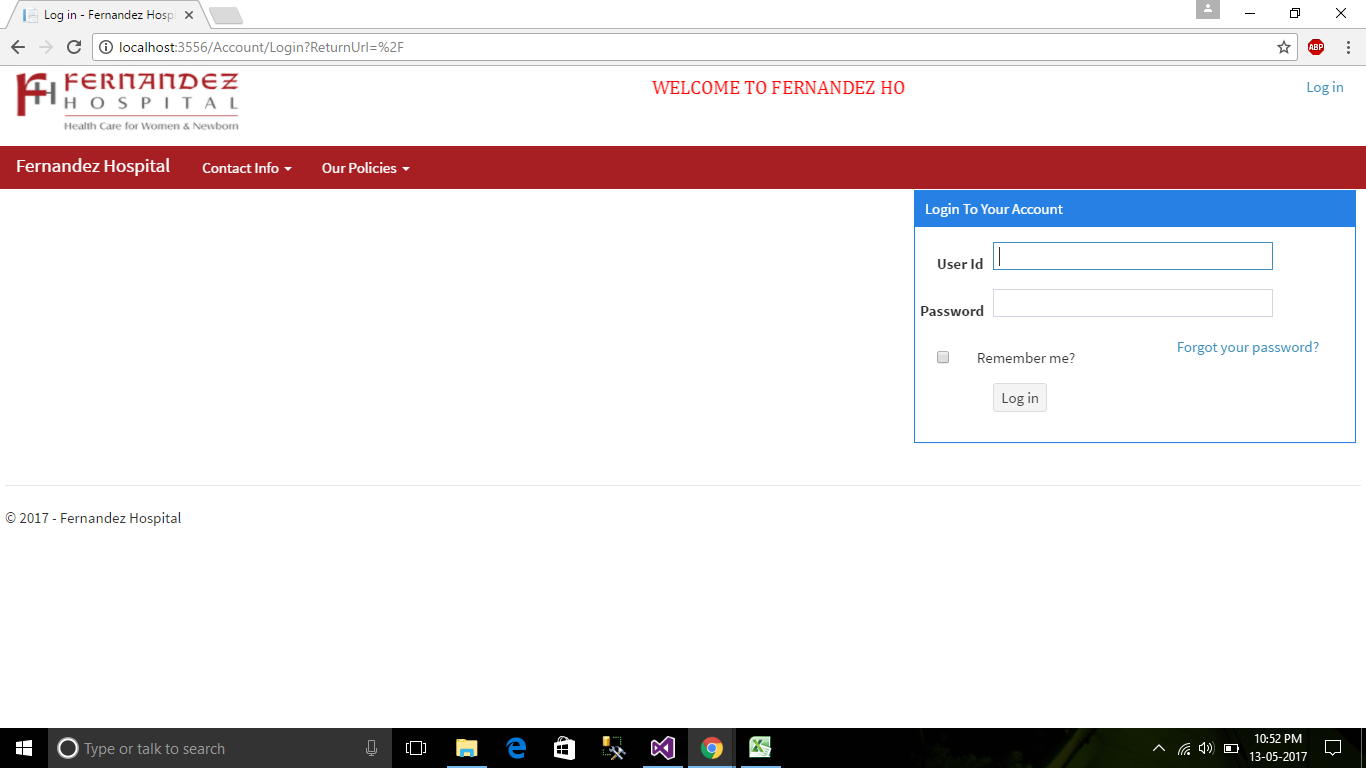 Log in - Fernandez Hosp
localhost:3556/Account/Login?ReturnUrl=%2F
ABP
FERNANDEZ
HOSPITAL
Health Care for Women & Newborn
WELCOME TO FERNANDEZ HO
Log in
Fernandez Hospital
Contact Info
Our Policies
Login To Your Account
User Id
Password
Remember me?
Forgot your password?
Log in
© 2017 - Fernandez Hospital
Type or talk to search
10:52 PM
13-05-2017